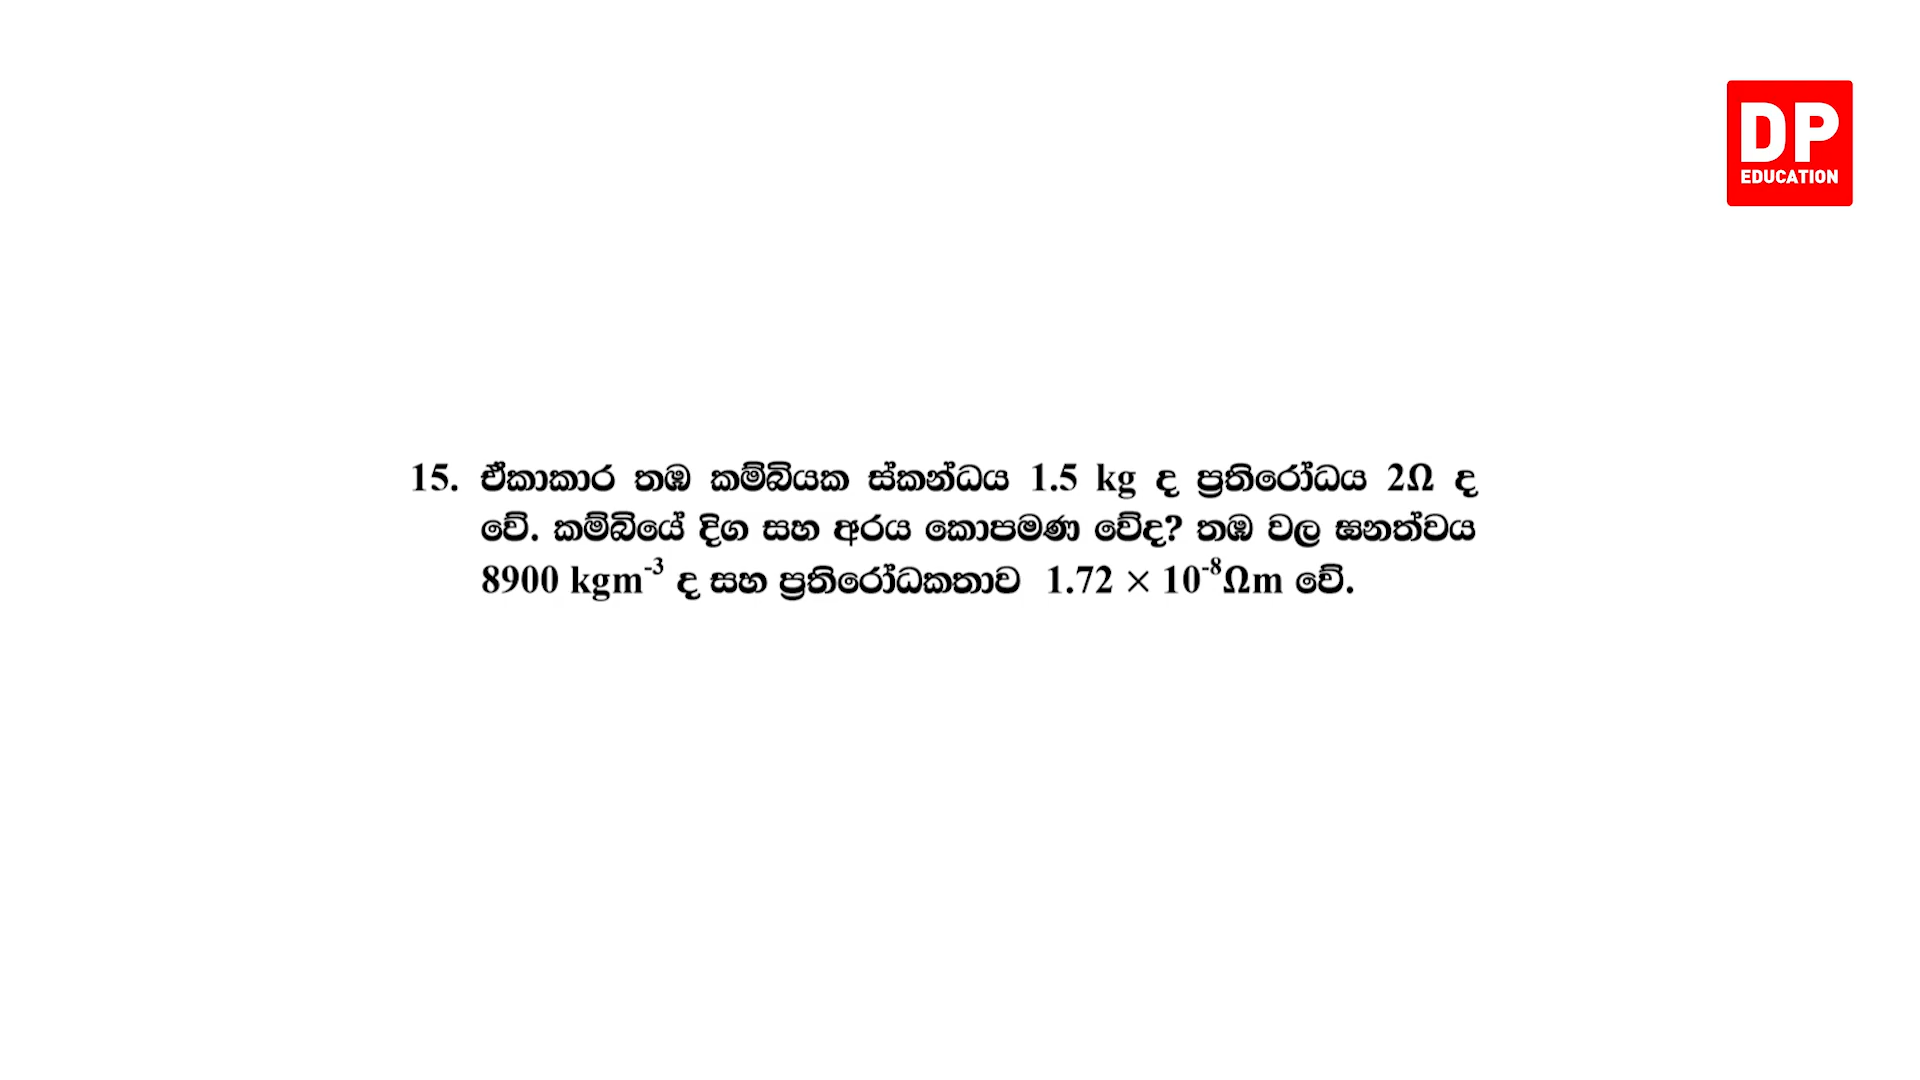 DP
EDUCATION
15. ඒකාකාර තඹ කම්බියක ස්කන්ධය 1.5 kg ද ප්‍රතිරෝධය 2Ω ද
වේ. කම්බියේ දිග සහ අරය කොපමණ වේද? තඹ වල ඝනත්වය
8900 kgm⁻³ ද සහ ප්‍රතිරෝධකතාව 1.72 × 10⁻⁸Ωm වේ.